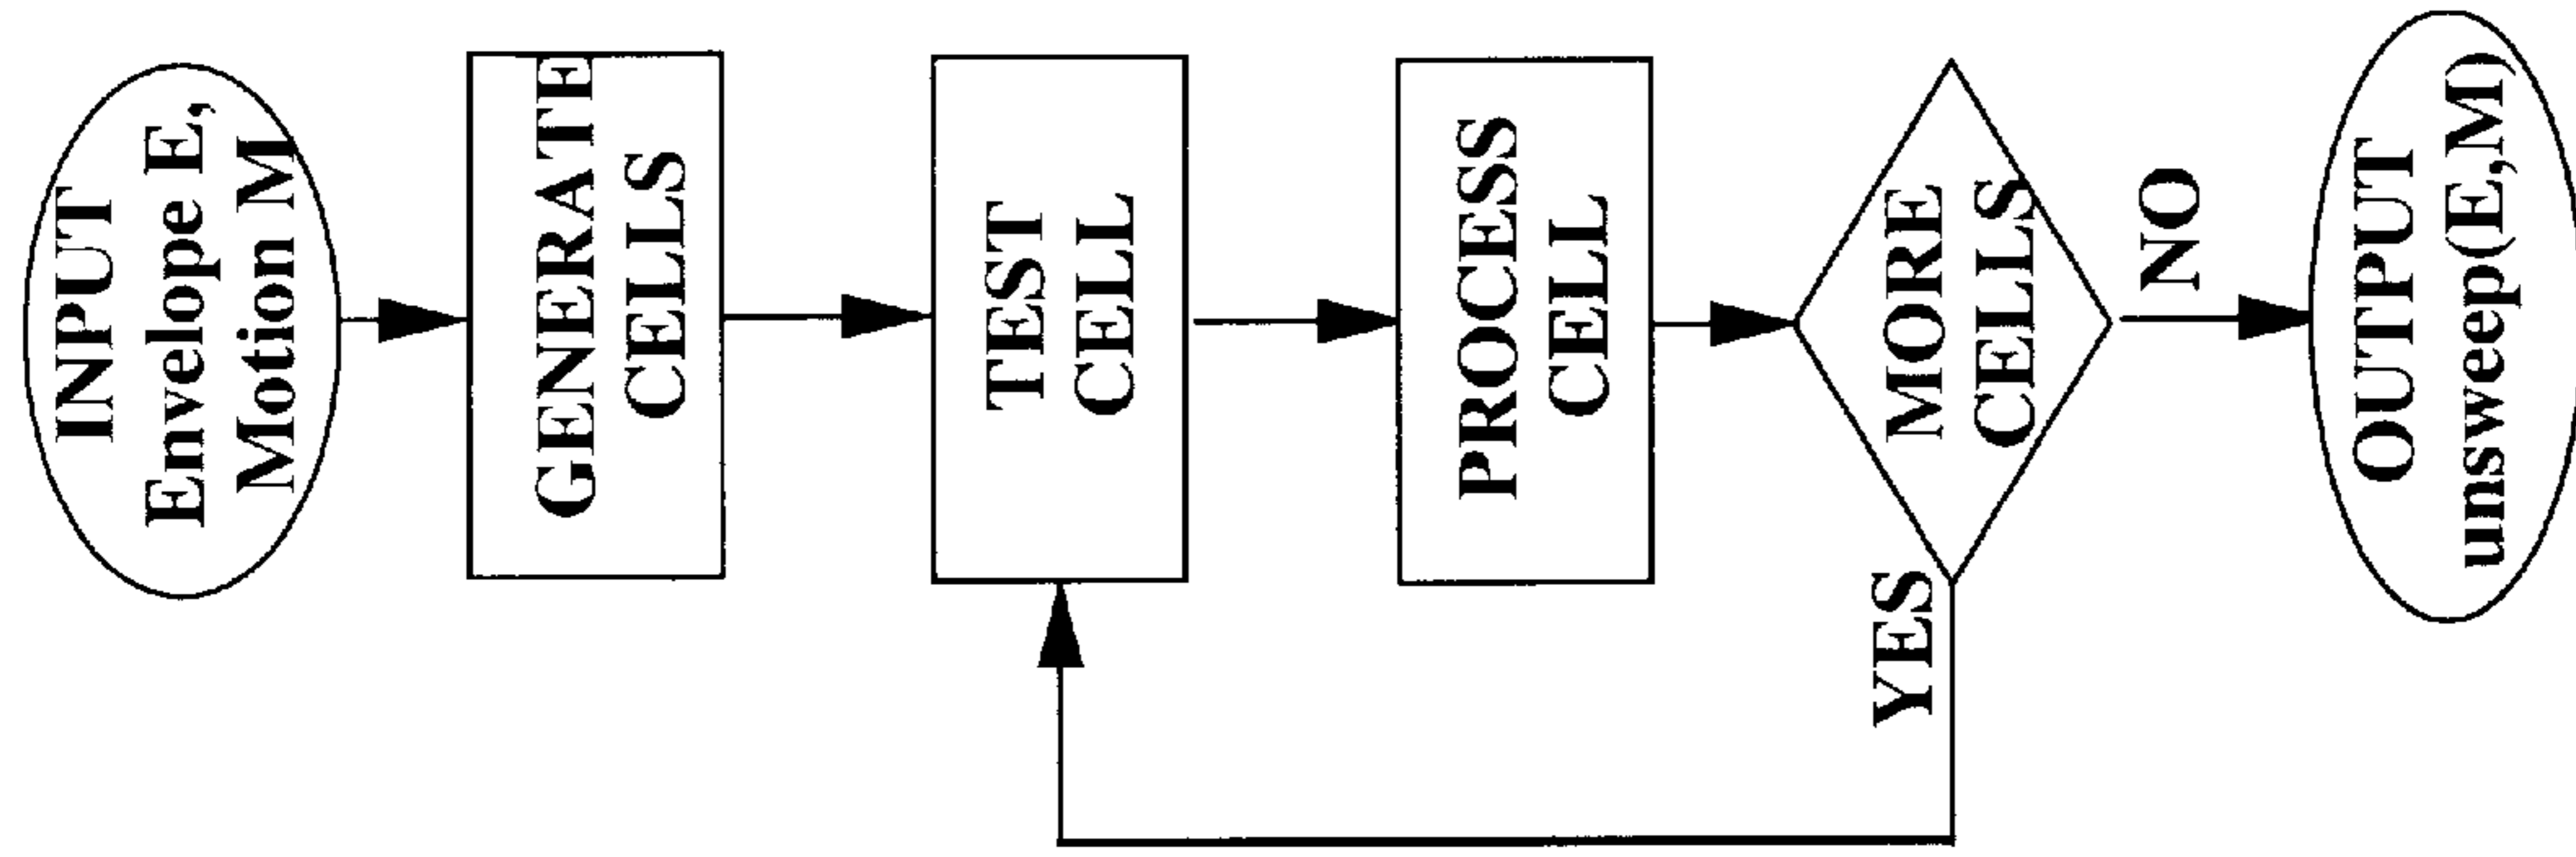 INPUT
Envelope E,
Motion M
GENERATE
CELLS
TEST
CELL
PROCESS
CELL
MORE
CELLS
YES
NO
OUTPUT
unsweep(E,M)